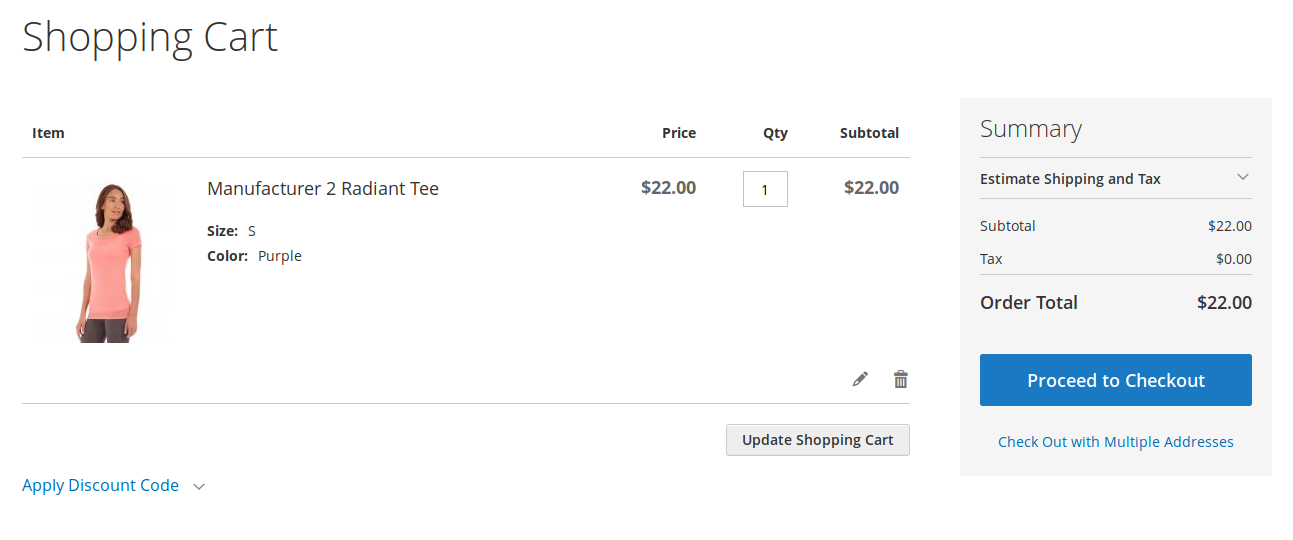 Shopping Cart
Item Price Qty Subtotal
Manufacturer 2 Radiant Tee $22.00 1 $22.00
Size: S
Color: Purple
Update Shopping Cart
Apply Discount Code
Summary
Estimate Shipping and Tax
Subtotal $22.00
Tax $0.00
Order Total $22.00
Proceed to Checkout
Check Out with Multiple Addresses